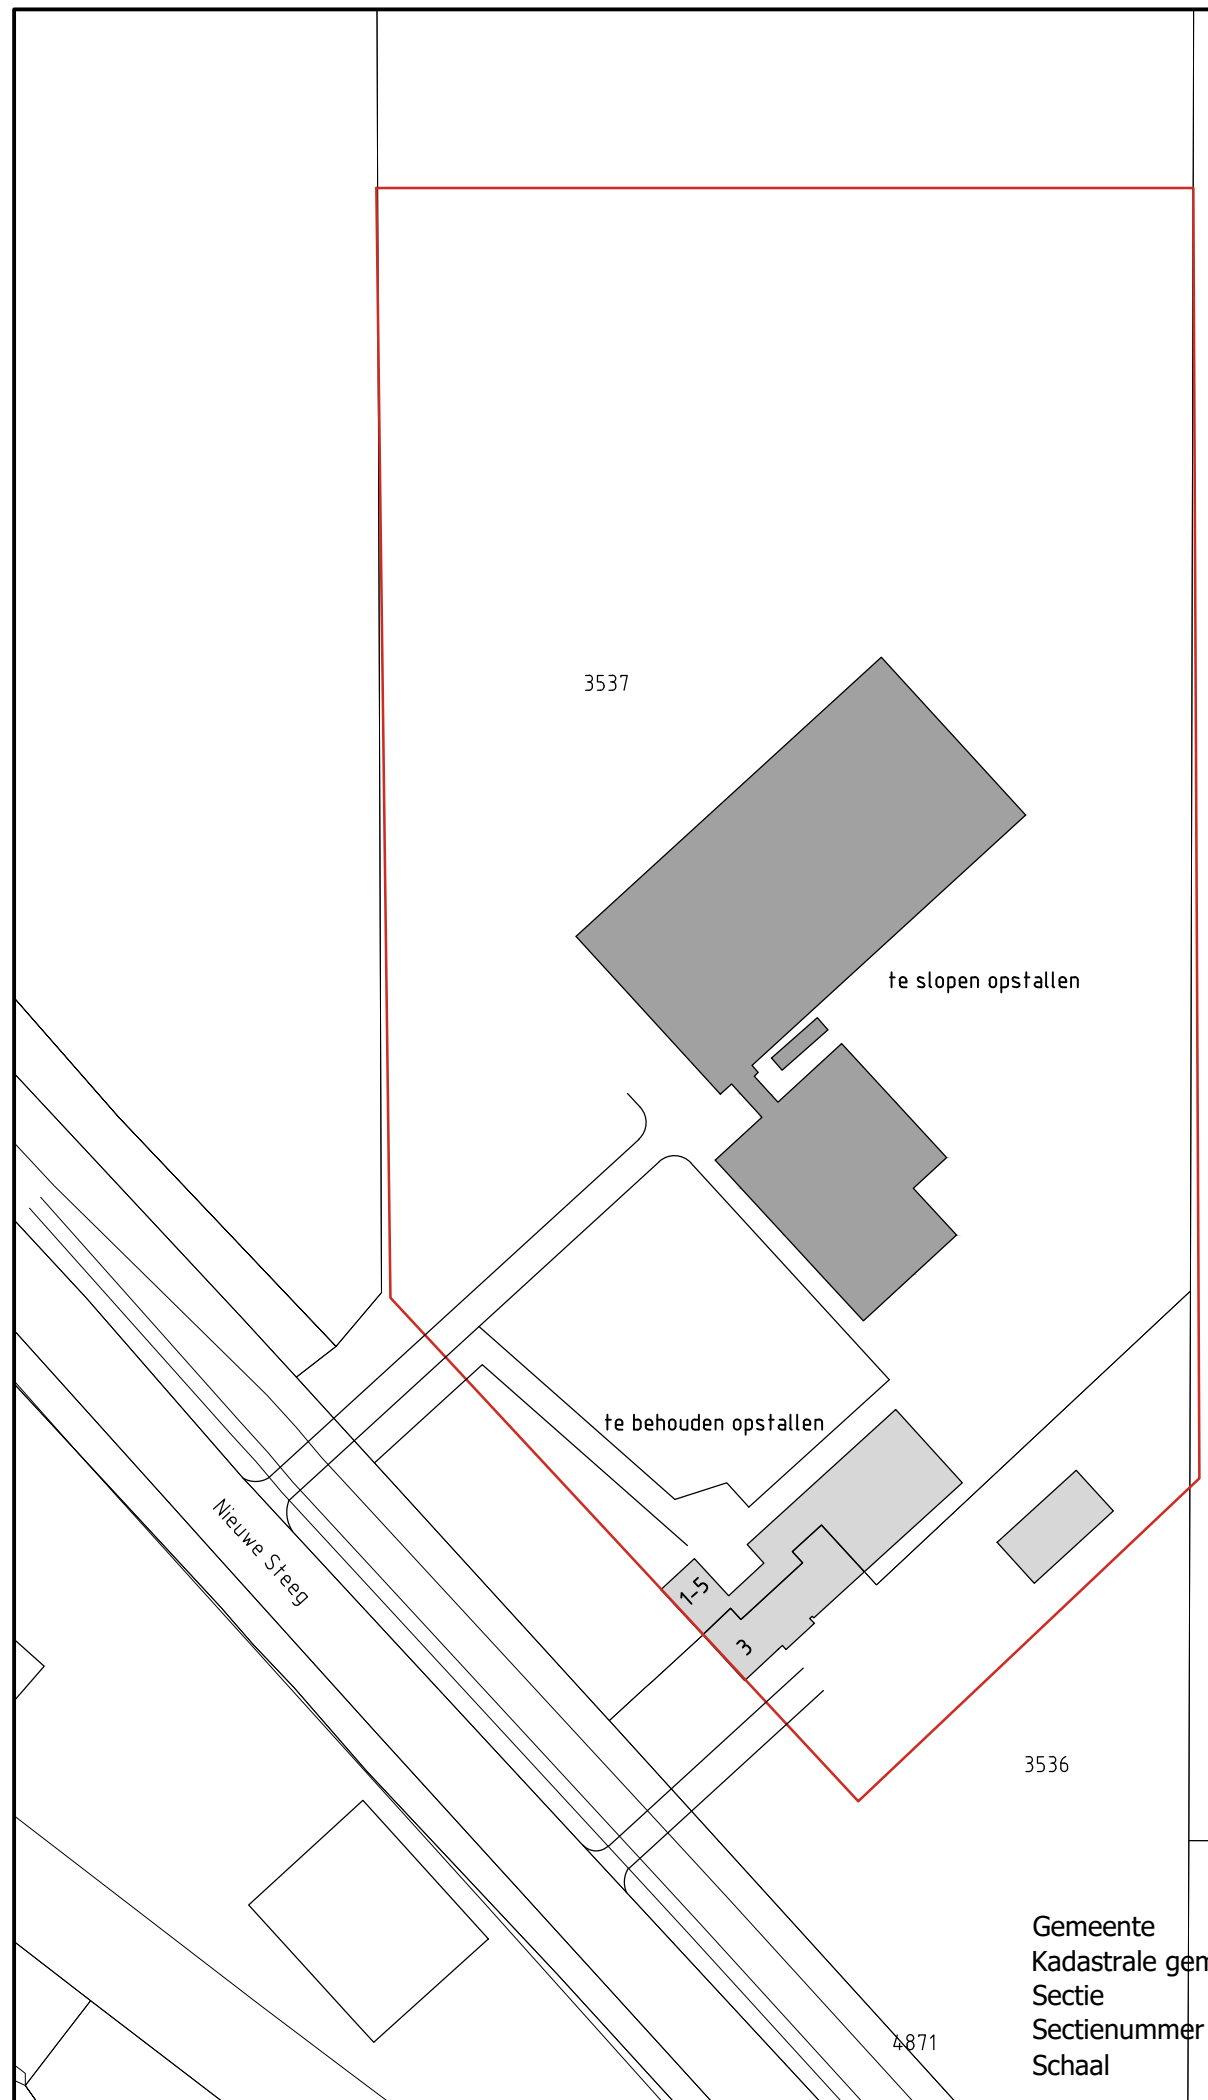 3537
te slopen opstallen
te behouden opstallen
Nieuwe Steeg
1-5
3
3536
Gemeente
Kadastrale gem
Sectie
Sectienummer
4871
Schaal